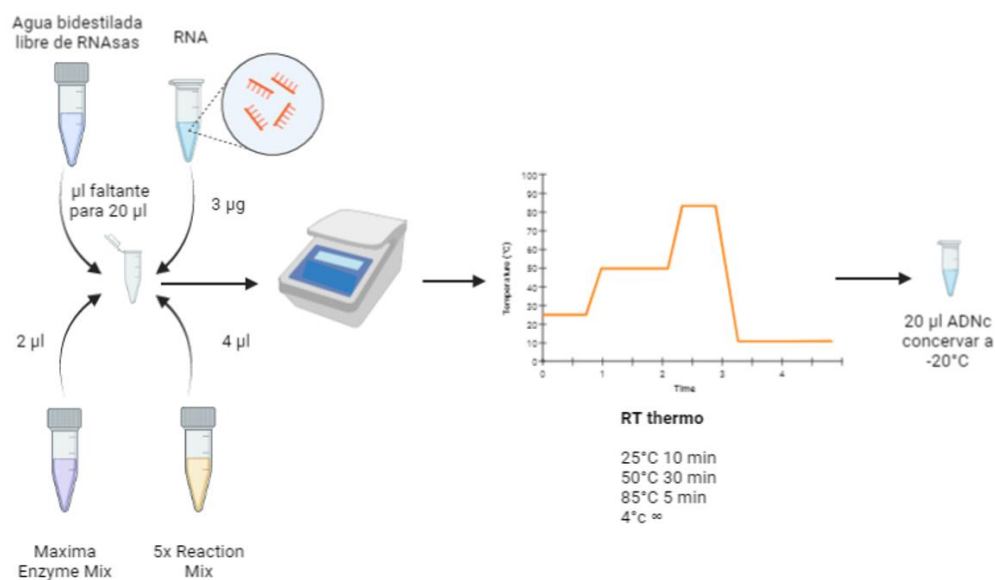 Agua bidestilada
libre de RNAsas
RNA
µl faltante
para 20 µl
3 µg
2 µl
4 µl
Maxima
Enzyme Mix
5x Reaction
Mix
Temperature (°C)
100
90
80
70
60
50
40
30
20
10
0
0
1
2
3
4
Time
RT thermo
25°C 10 min
50°C 30 min
85°C 5 min
4°c ∞
20 µl ADNc
concervar a
-20°C